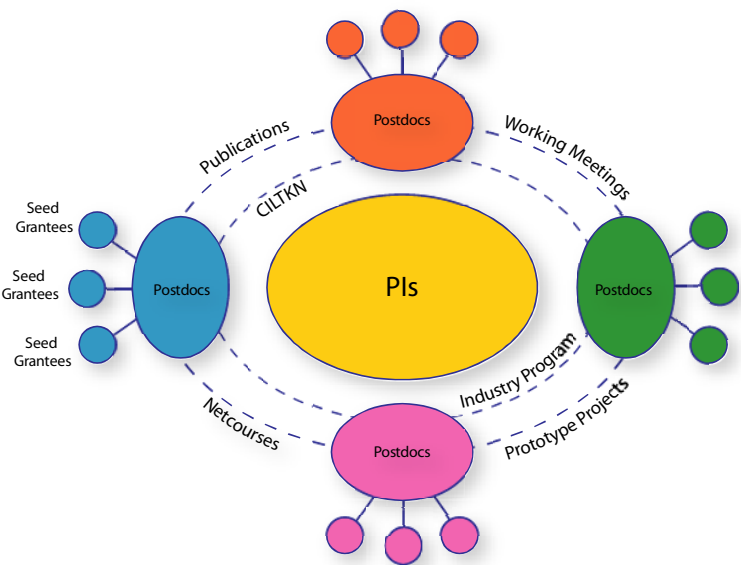 Postdocs
Publications
Working Meetings
CILTKN
Seed
Grantees
Seed
Grantees
Seed
Grantees
Postdocs
PIs
Postdocs
Industry Program
Netcourses
Prototype Projects
Postdocs